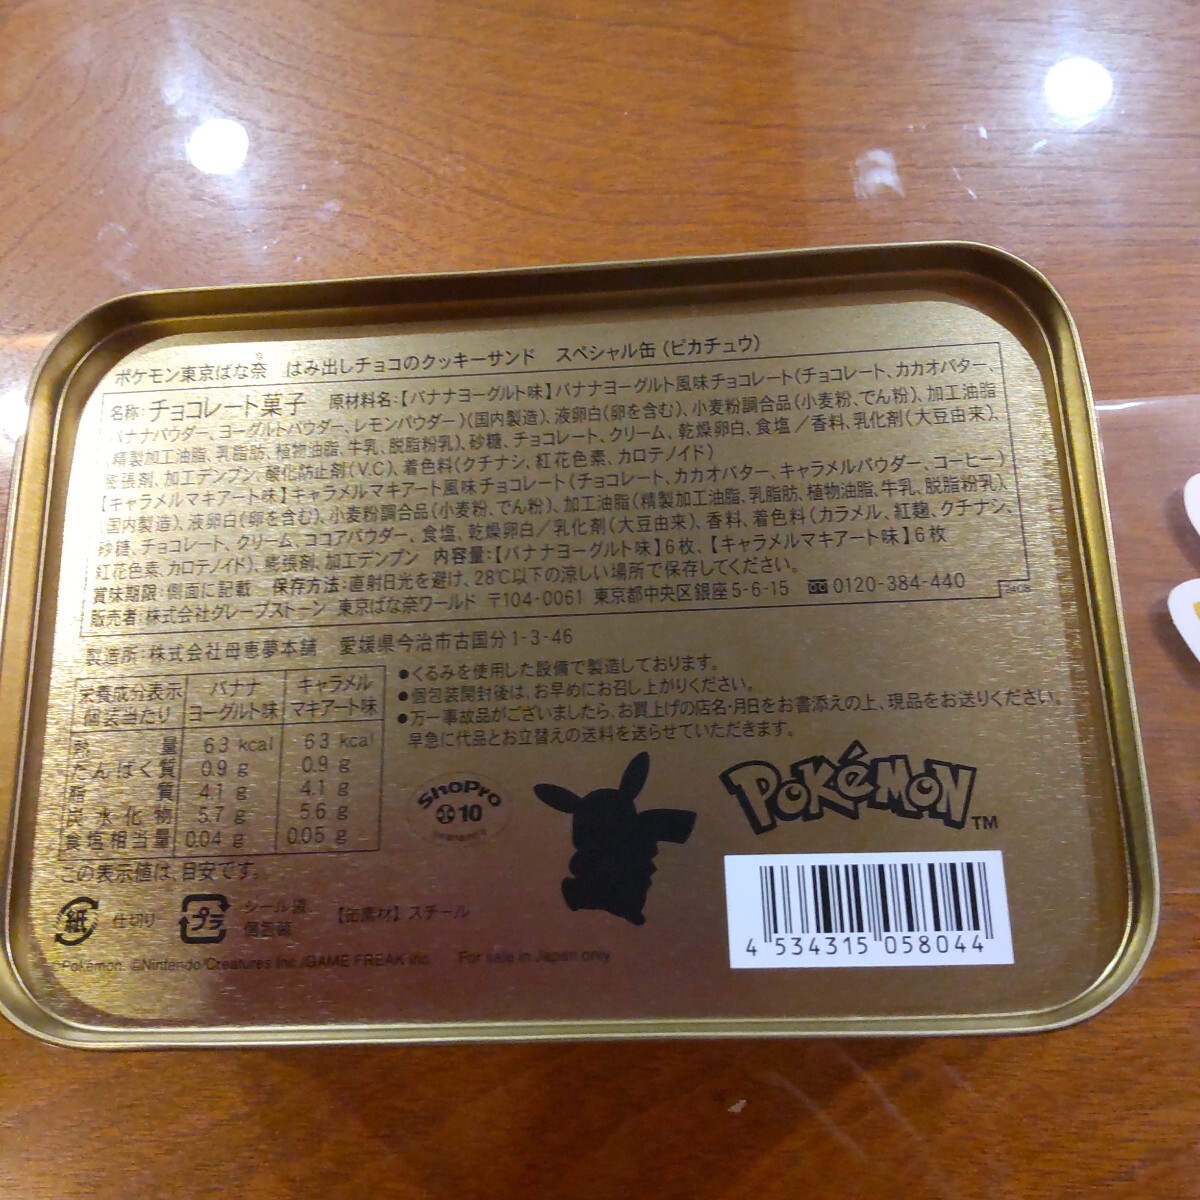 ポケモン東京ばな奈 はみ出しチョコのクッキーサンド スペシャル缶(ピカチュウ)
名称:チョコレート菓子 原材料名:【バナナヨーグルト味】バナナヨーグルト風味チョコレート(チョコレート、カカオバター、
バナナパウダー、ヨーグルトパウダー、レモンパウダー)(国内製造)、液卵白(卵を含む)、小麦粉調合品(小麦粉、でん粉)、加工油脂
(精製加工油脂、乳脂肪、植物油脂、牛乳、脱脂粉乳)、砂糖、チョコレート、クリーム、乾燥卵白、食塩/香料、乳化剤(大豆由来)、
膨張剤、加工デンプン、酸化防止剤(V.C)、着色料(クチナシ、紅花色素、カロテノイド)
【キャラメルマキアート味】キャラメルマキアート風味チョコレート(チョコレート、カカオバター、キャラメルパウダー、コーヒー)
(国内製造)、液卵白(卵を含む)、小麦粉調合品(小麦粉、でん粉)、加工油脂(精製加工油脂、乳脂肪、植物油脂、牛乳、脱脂粉乳)、
砂糖、チョコレート、クリーム、ココアパウダー、食塩、乾燥卵白/乳化剤(大豆由来)、香料、着色料(カラメル、紅麹、クチナシ、
紅花色素、カロテノイド)、膨張剤、加工デンプン 内容量:【バナナヨーグルト味】6枚、【キャラメルマキアート味】6枚
賞味期限:側面に記載 保存方法:直射日光を避け、28℃以下の涼しい場所で保存してください。
販売者:株式会社グレープストーン 東京ばな奈ワールド 〒104-0061 東京都中央区銀座5-6-15 0120-384-440
製造所:株式会社母恵夢本舗 愛媛県今治市古国分1-3-46
栄養成分表示 個装当たり バナナヨーグルト味 キャラメルマキアート味
熱量 63 kcal 63 kcal
たんぱく質 0.9 g 0.9 g
脂質 4.1 g 4.1 g
炭水化物 5.7 g 5.6 g
食塩相当量 0.04 g 0.05 g
この表示値は、目安です。
●くるみを使用した設備で製造しております。
●個包装開封後は、お早めにお召し上がりください。
●万一事故品がございましたら、お買上げの店名・月日をお書添えの上、現品をお送りください。
早急に代品とお立替えの送料を送らせていただきます。
ShoPro
10
POKéMON TM
紙 仕切り プラ シール袋 個包装 【缶素材】スチール
Pokémon. ©Nintendo/Creatures Inc./GAME FREAK inc. For sale in Japan only
4 534315 058044